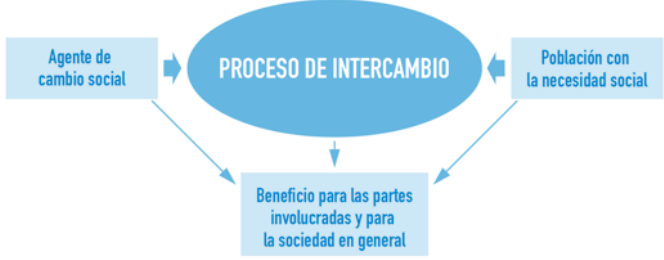 Agente de
cambio social
PROCESO DE INTERCAMBIO
Población con
la necesidad social
Beneficio para las partes
involucradas y para
la sociedad en general